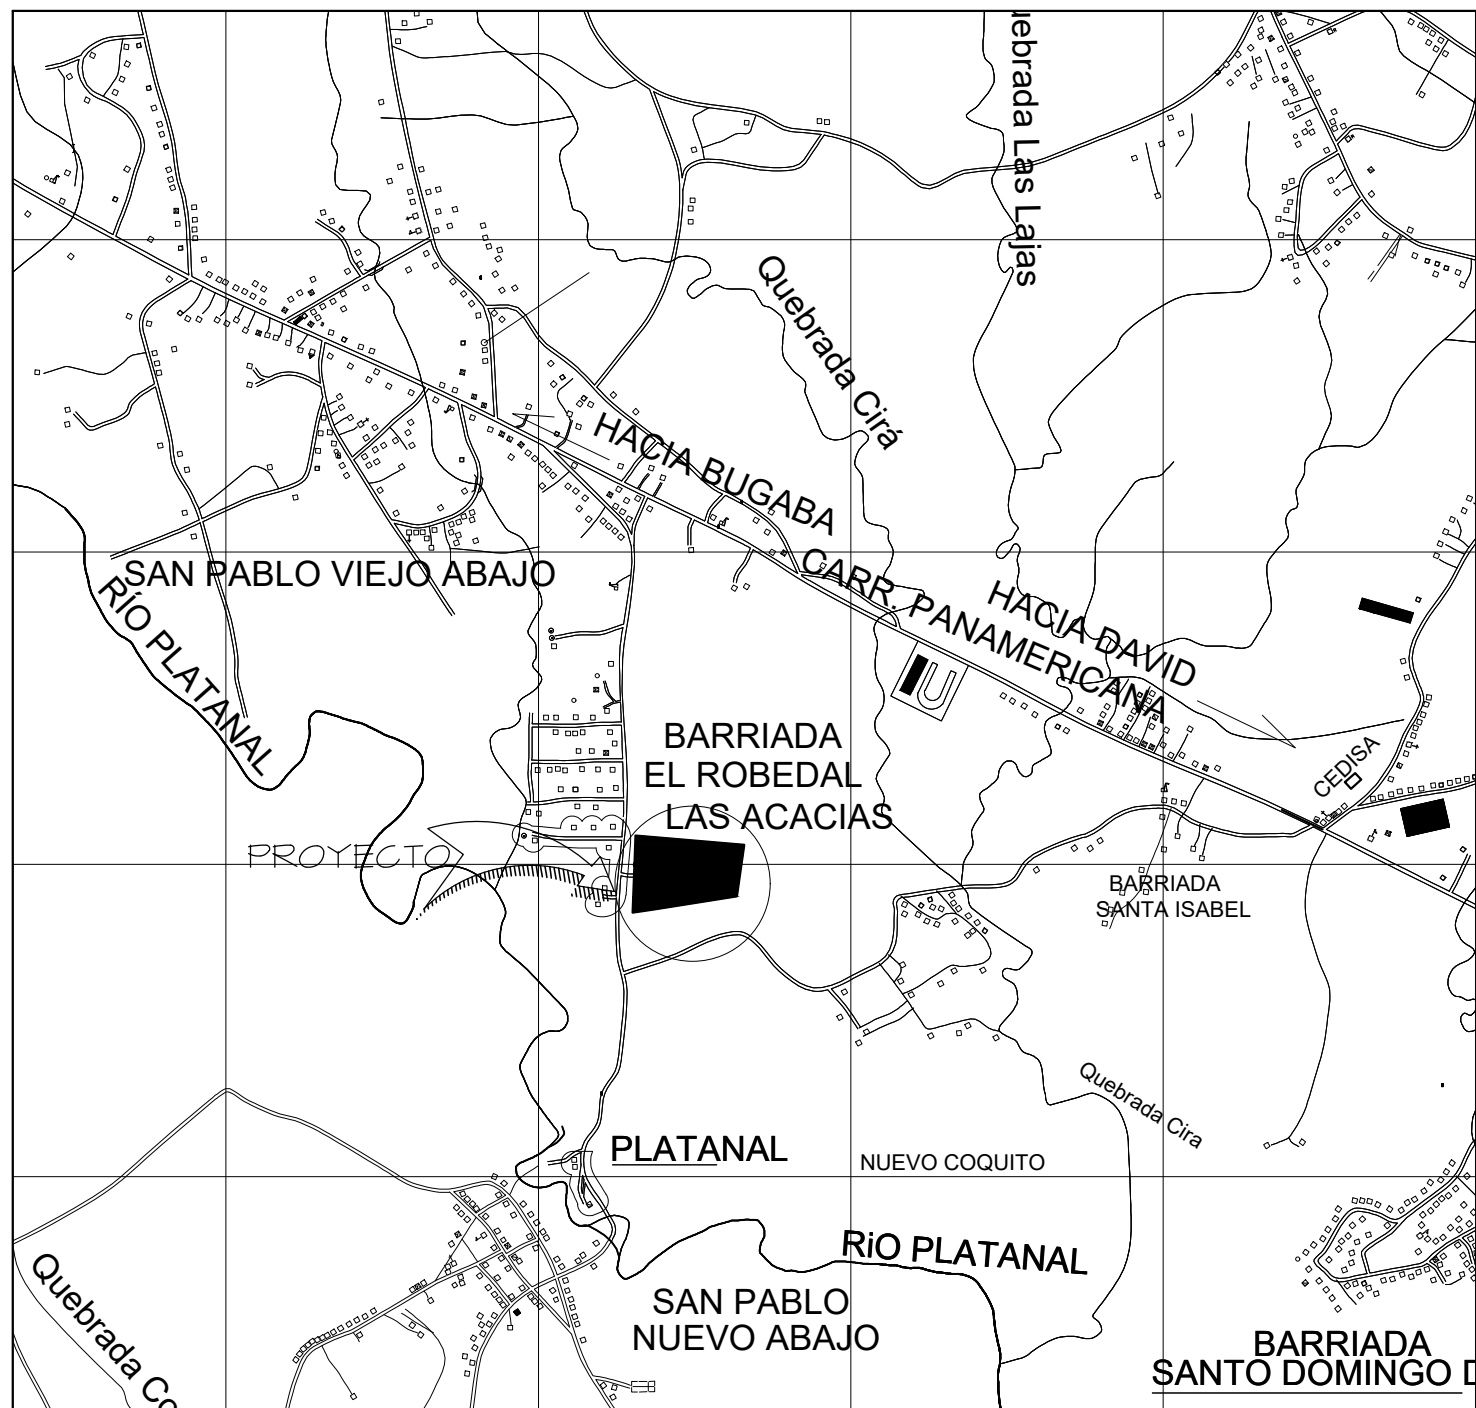 uebrada Las Lajas
Quebrada Cirá
HACIA BUGABA
CARR. PANAMERICANA
HACIA DAVID
SAN PABLO VIEJO ABAJO
RÍO PLATANAL
BARRIADA
EL ROBEDAL
LAS ACACIAS
CEDISA
PROYECTO
BARRIADA
SANTA ISABEL
Quebrada Cira
PLATANAL
NUEVO COQUITO
RiO PLATANAL
Quebrada Co
SAN PABLO
NUEVO ABAJO
BARRIADA
SANTO DOMINGO D